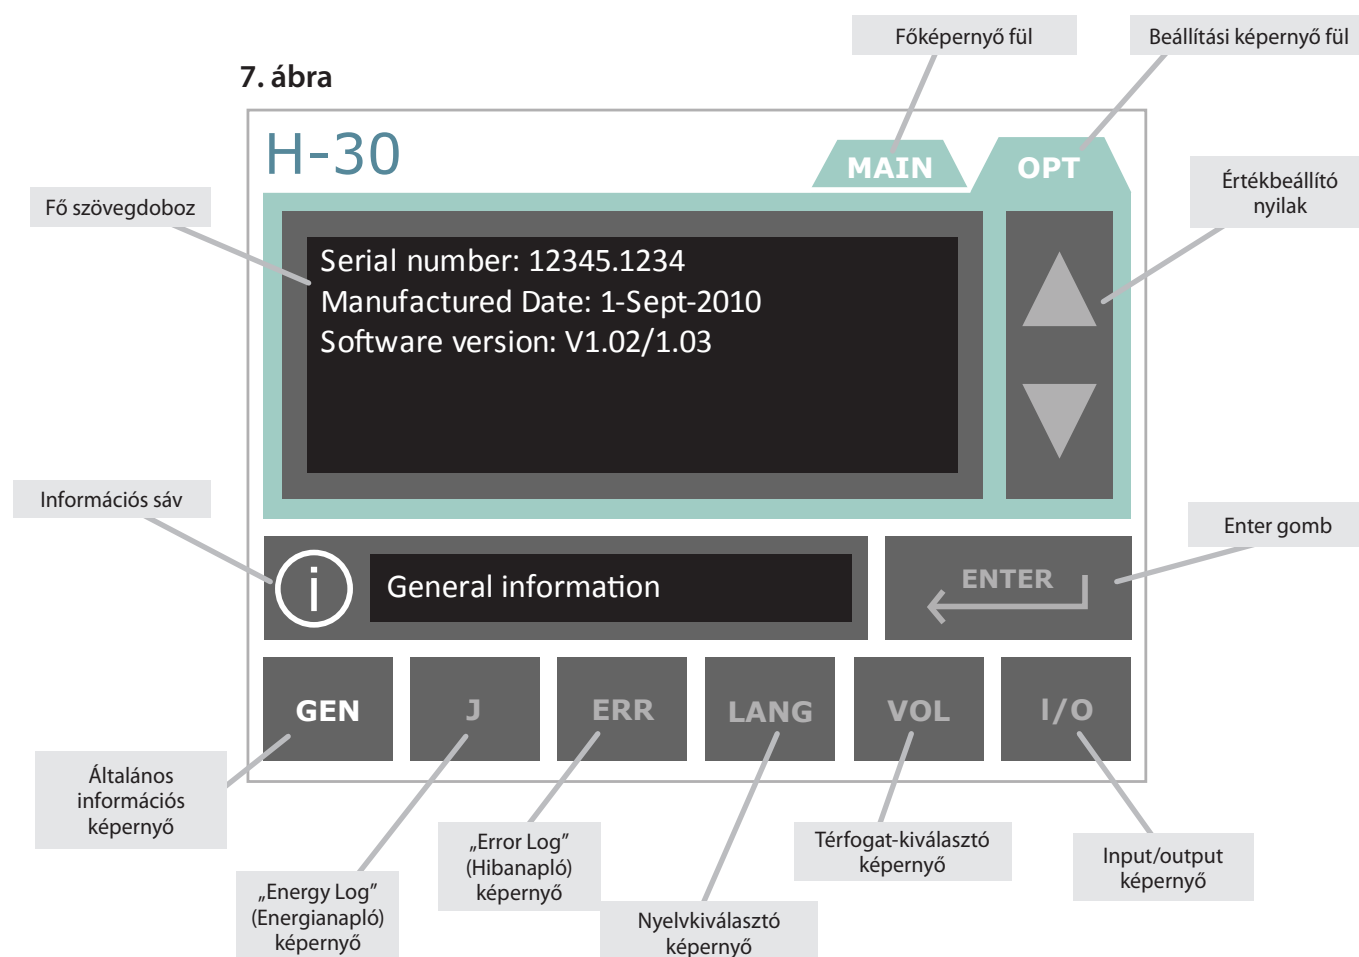 Főképernyő fül
Beállítási képernyő fül
7. ábra
H-30
MAIN
OPT
Értékbeállító
nyilak
Fő szövegdoboz
Serial number: 12345.1234
Manufactured Date: 1-Sept-2010
Software version: V1.02/1.03
Információs sáv
Enter gomb
i
General information
ENTER
GEN
J
ERR
LANG
VOL
I/O
Általános
információs
képernyő
„Energy Log”
(Energianapló)
képernyő
„Error Log”
(Hibanapló)
képernyő
Nyelvkiválasztó
képernyő
Térfogat-kiválasztó
képernyő
Input/output
képernyő